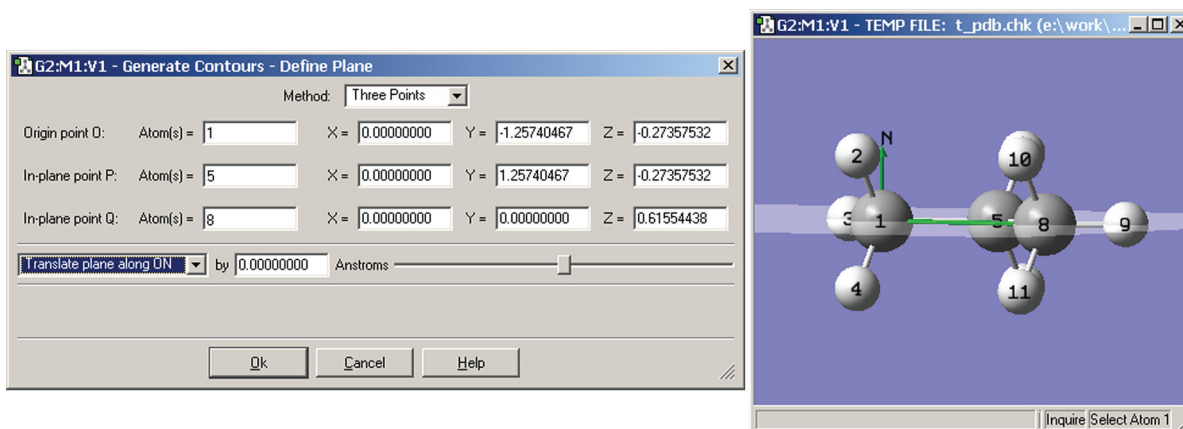 G2:M1:V1 - TEMP FILE: t_pdb.chk (e:\work\...
G2:M1:V1 - Generate Contours - Define Plane
Method: Three Points
Origin point O: Atom(s) = 1 X = 0.00000000 Y = -1.25740467 Z = -0.27357532
In-plane point P: Atom(s) = 5 X = 0.00000000 Y = 1.25740467 Z = -0.27357532
In-plane point Q: Atom(s) = 8 X = 0.00000000 Y = 0.00000000 Z = 0.61554438
Translate plane along ON by 0.00000000 Anstroms
Ok Cancel Help
N
2 10
3 1 5 8 9
4 11
Inquire Select Atom 1